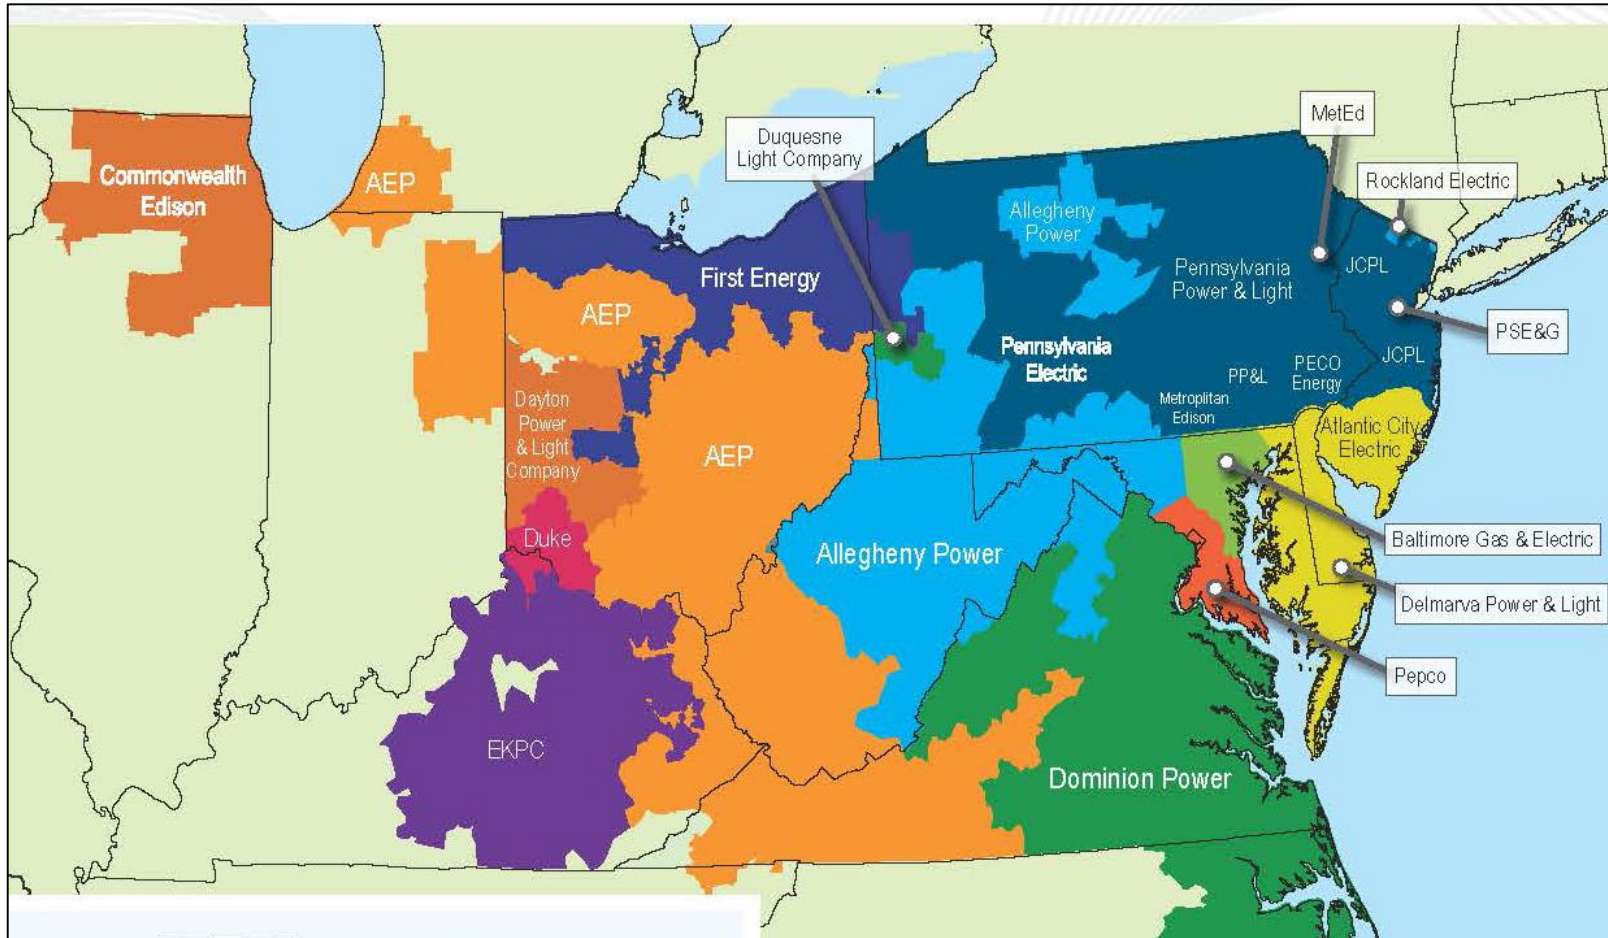 MetEd
Duquesne
Light Company
Rockland Electric
Commonwealth
Edison
AEP
Allegheny
Power
Pennsylvania
Power & Light
JCPL
First Energy
AEP
PSE&G
Pennsylvania
Electric
JCPL
PECO
Energy
PP&L
Metroplitan
Edison
Dayton
Power
& Light
Company
AEP
Atlantic City
Electric
Duke
Allegheny Power
Baltimore Gas & Electric
Delmarva Power & Light
Pepco
EKPC
Dominion Power